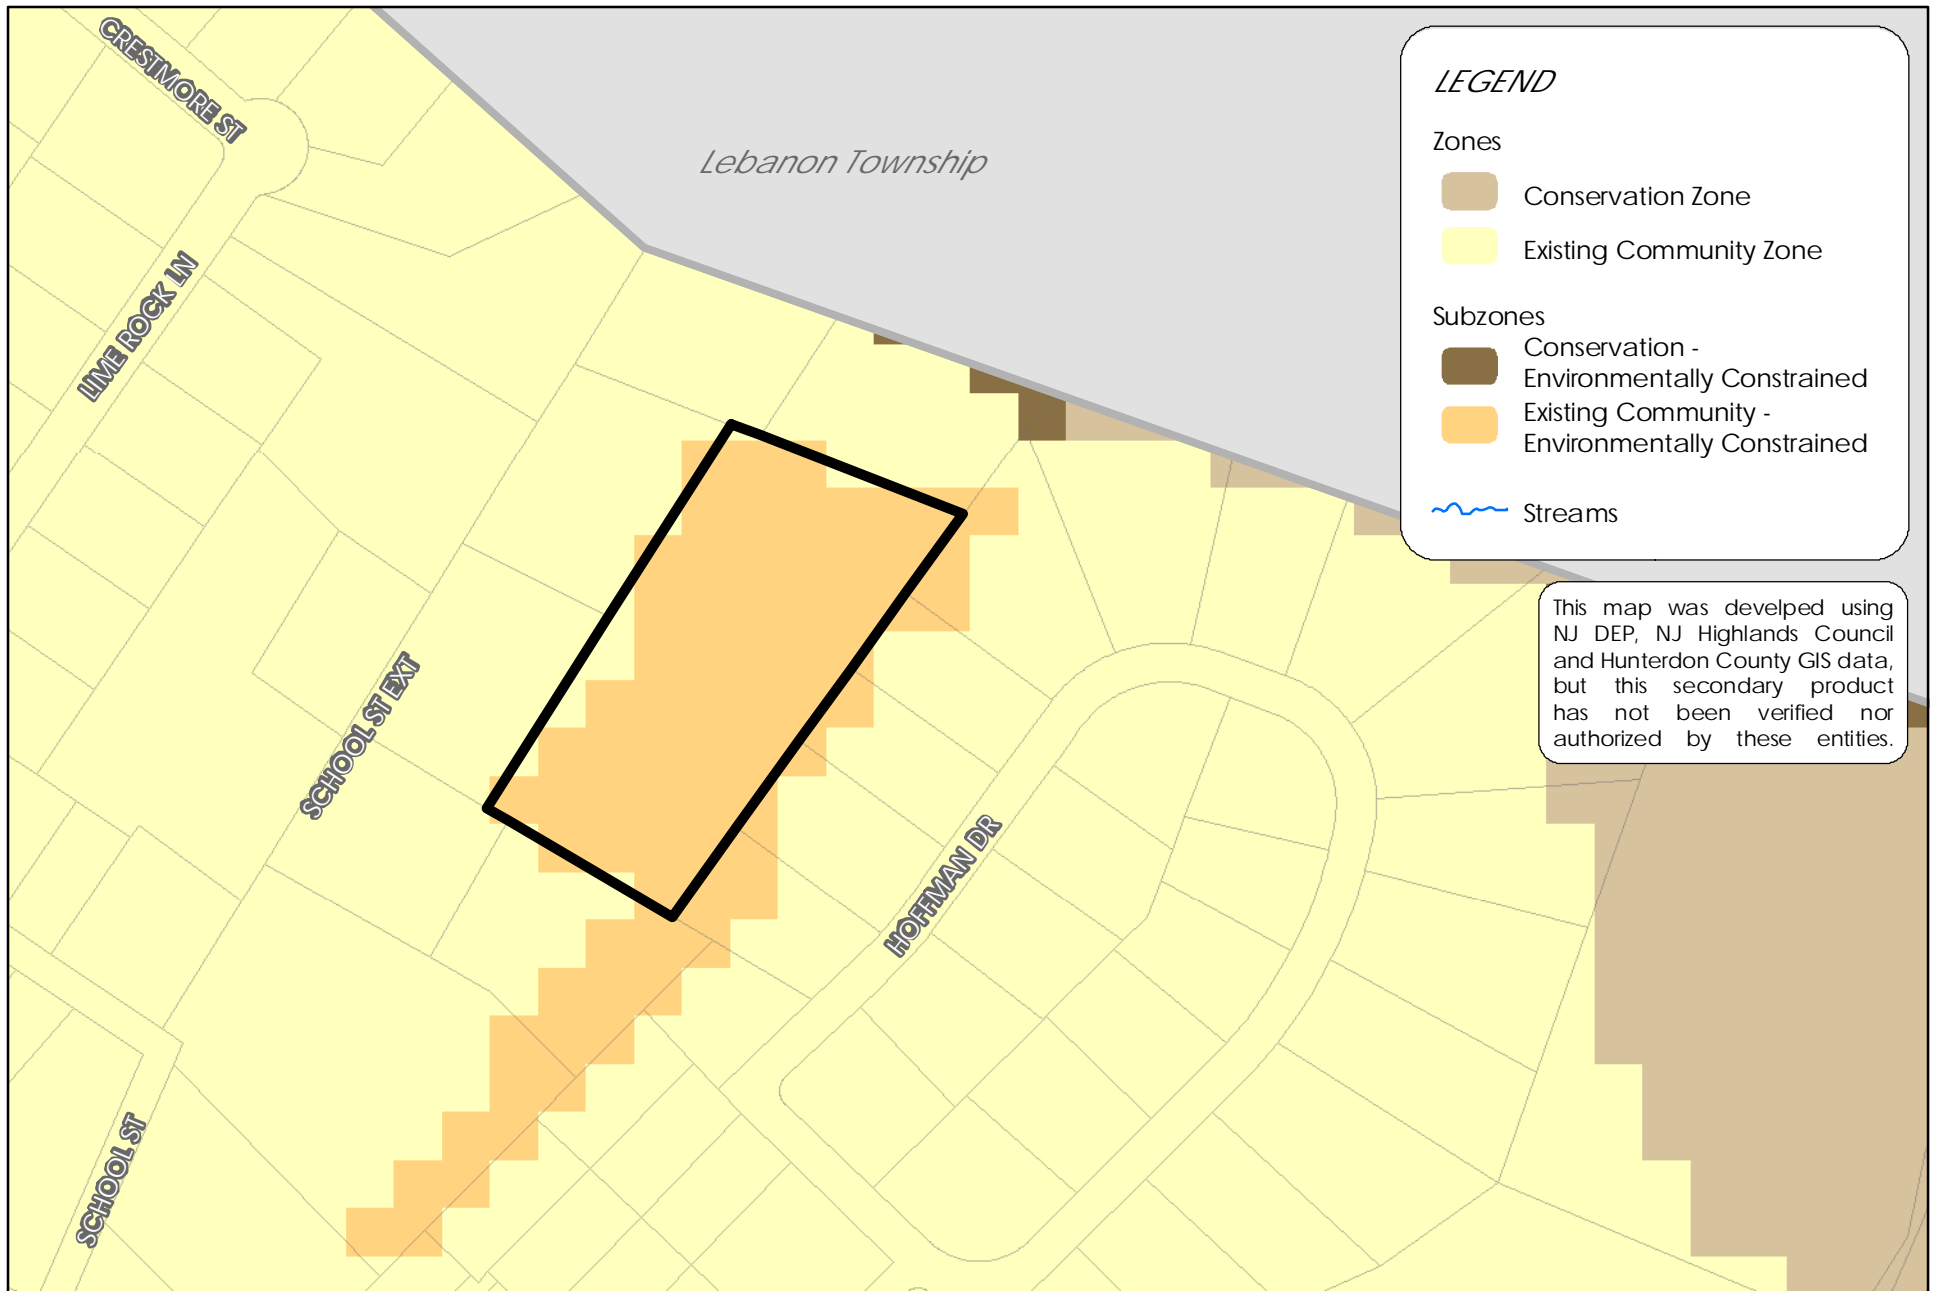 CRESTMORE ST
Lebanon Township
LIME ROCK LN
SCHOOL ST EXT
HOFFMAN DR
SCHOOL ST
LEGEND
Zones
Conservation Zone
Existing Community Zone
Subzones
Conservation -
Environmentally Constrained
Existing Community -
Environmentally Constrained
Streams
This map was develped using
NJ DEP, NJ Highlands Council
and Hunterdon County GIS data,
but this secondary product
has not been verified nor
authorized by these entities.